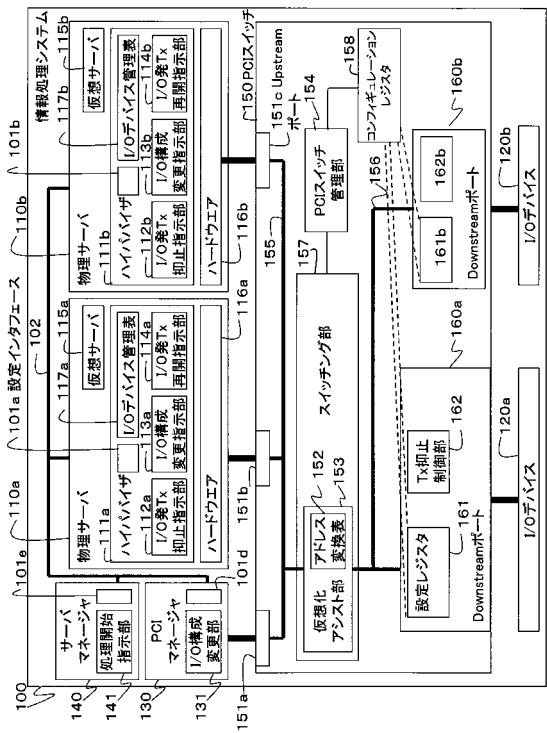 100
情報処理システム
140
サーバ
マネージャ
141
処理開始
指示部
101e
130
PCI
マネージャ
131
I/O構成
変更部
101d
102
110a
物理サーバ
111a
ハイパバイザ
101a 設定インタフェース
117a
I/Oデバイス管理表
115a
仮想サーバ
112a
I/O発Tx
抑止指示部
113a
I/O構成
変更指示部
114a
I/O発Tx
再開指示部
116a
ハードウエア
110b
物理サーバ
111b
ハイパバイザ
101b
117b
I/Oデバイス管理表
115b
仮想サーバ
112b
I/O発Tx
抑止指示部
113b
I/O構成
変更指示部
114b
I/O発Tx
再開指示部
116b
ハードウエア
150 PCIスイッチ
151a
151b
151c Upstream
ポート
155
157
スイッチング部
仮想化
アシスト部
152
アドレス
変換表
153
154
PCIスイッチ
管理部
158
コンフィギュレーション
レジスタ
156
160a
161
設定レジスタ
162
Tx抑止
制御部
Downstreamポート
160b
161b
162b
Downstreamポート
120a
I/Oデバイス
120b
I/Oデバイス